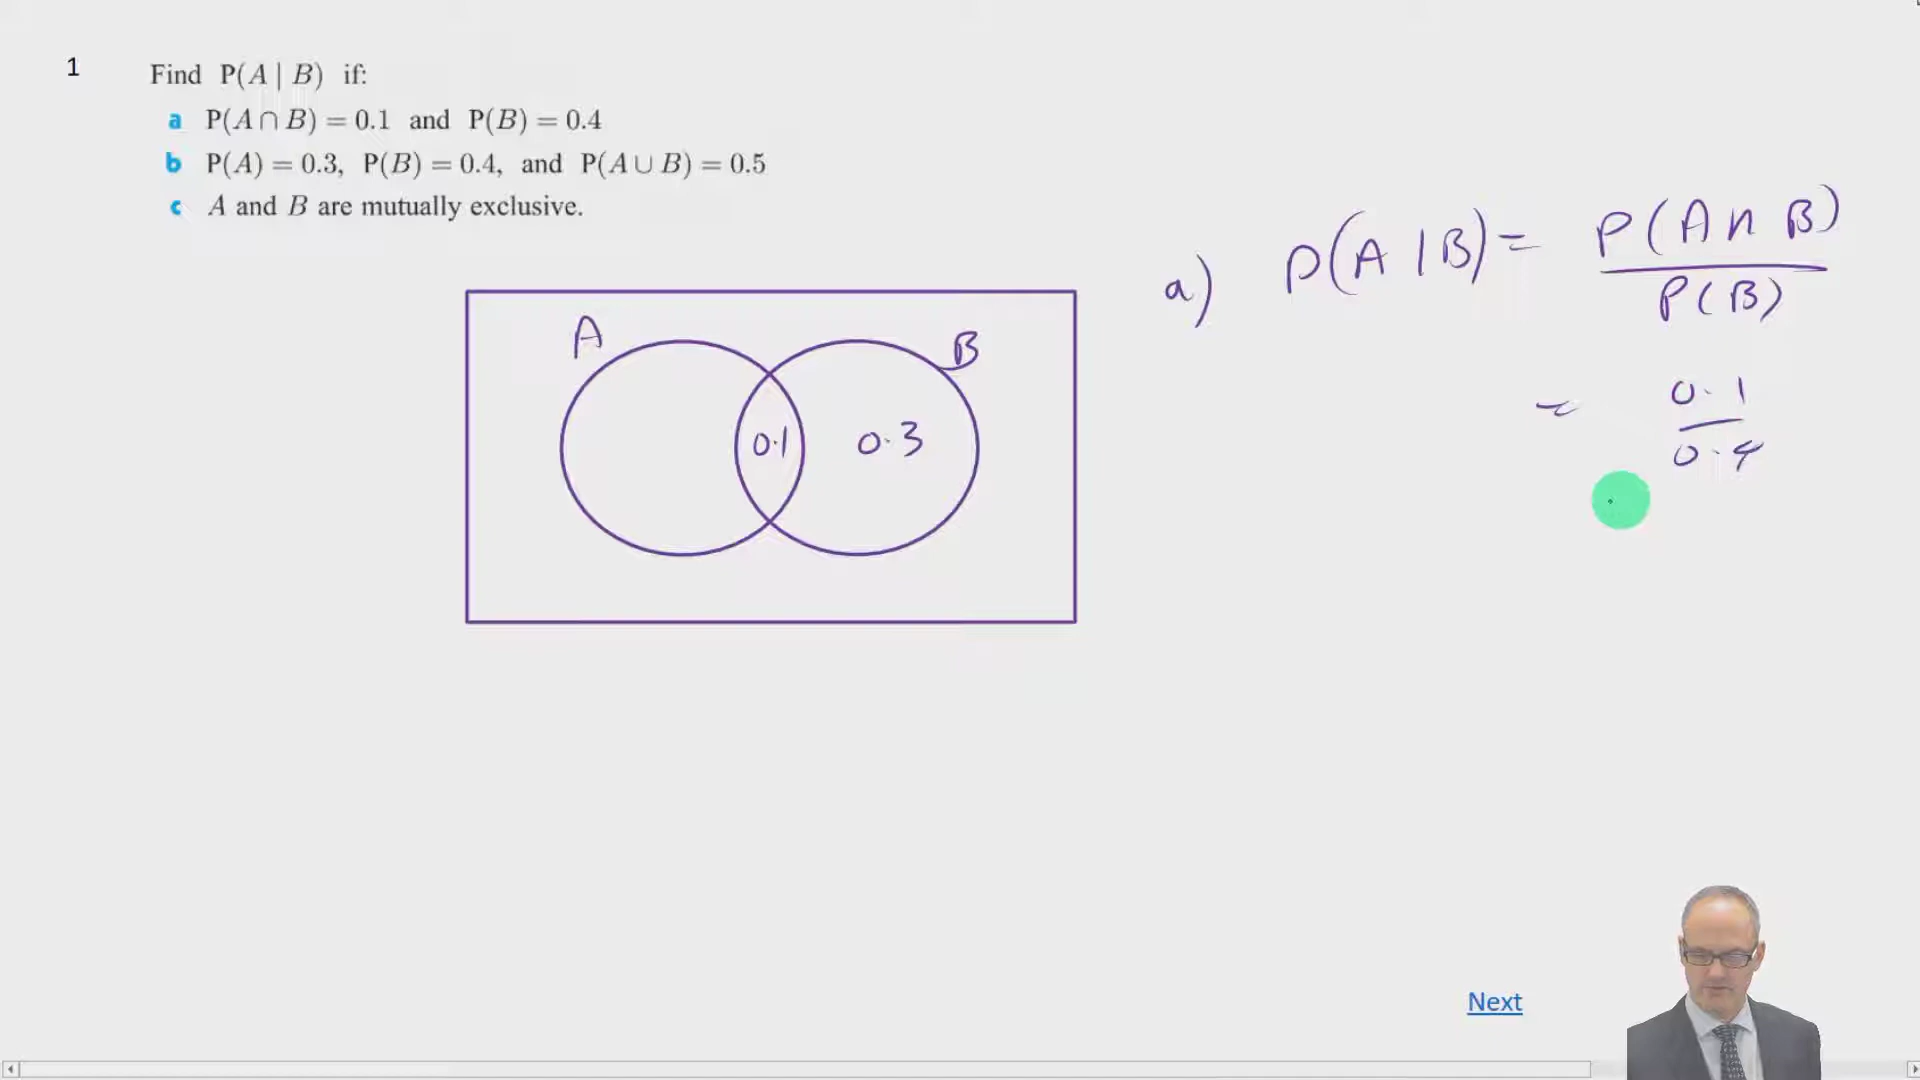 1 Find P(A | B) if:
a P(A ∩ B) = 0.1 and P(B) = 0.4
b P(A) = 0.3, P(B) = 0.4, and P(A ∪ B) = 0.5
c A and B are mutually exclusive.
a) P(A | B) = P(A ∩ B)
P(B)
= 0.1
0.4
A
B
0.1 0.3
Next